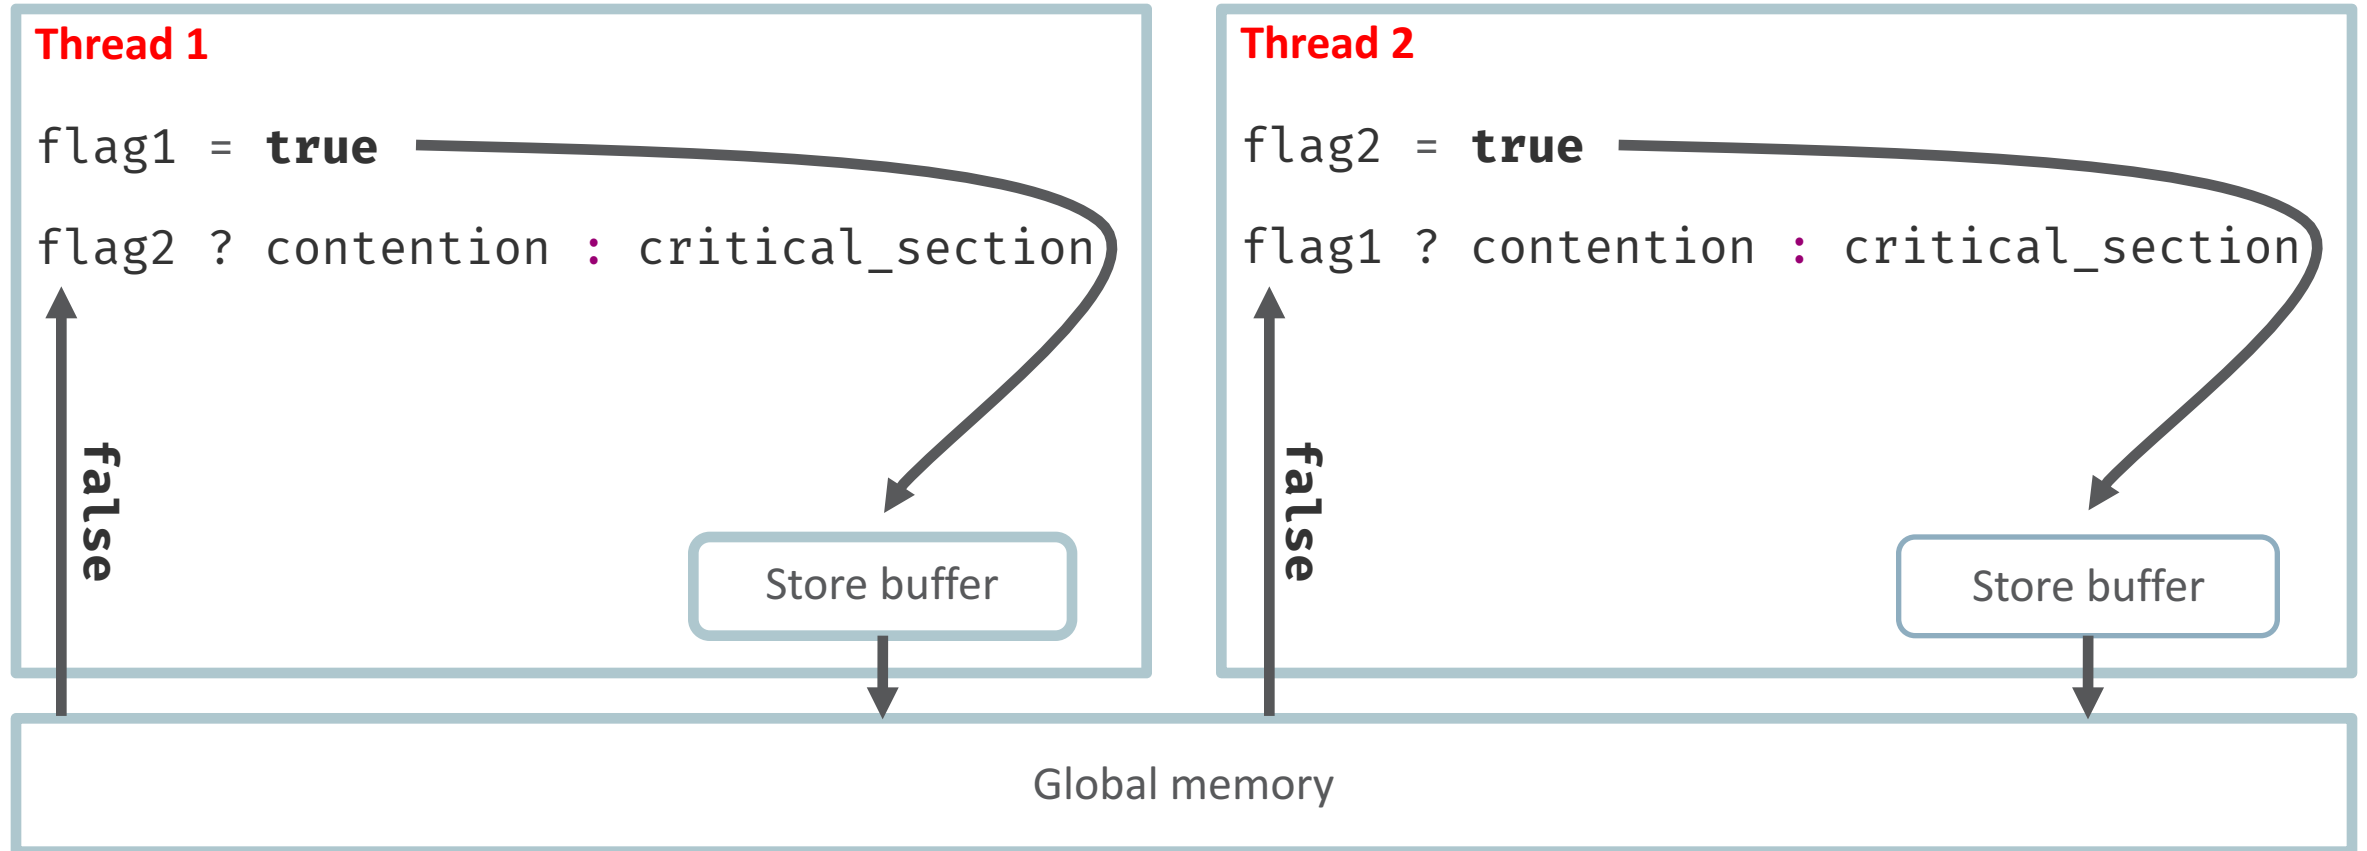 Thread 1
flag1 = true
flag2 ? contention : critical_section
false
Store buffer
Thread 2
flag2 = true
flag1 ? contention : critical_section
false
Store buffer
Global memory